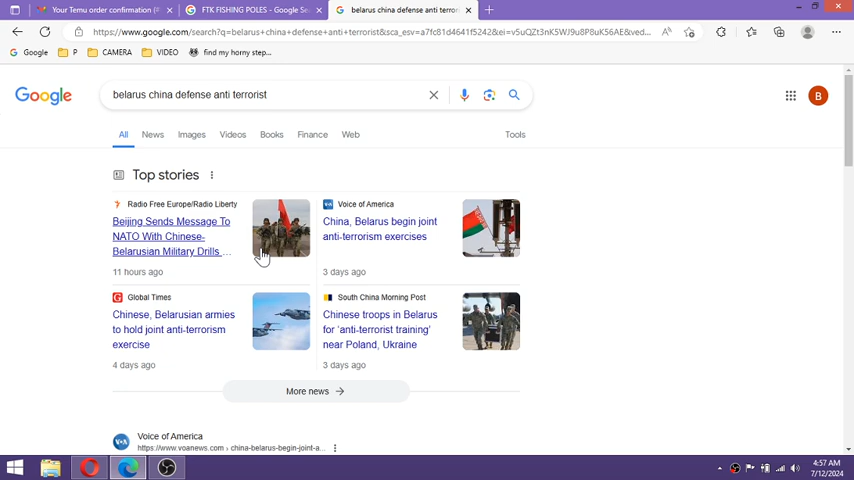 Your Temu order confirmation (#
FTK FISHING POLES - Google Se
belarus china defense anti terror
https://www.google.com/search?q=belarus+china+defense+anti+terrorist&sca_esv=a7fc81d4641f5242&ei=
Google
P
CAMERA
VIDEO
find my horny step...
Google
belarus china defense anti terrorist
B
All
News
Images
Videos
Books
Finance
Web
Tools
Top stories
Radio Free Europe/Radio Liberty
Beijing Sends Message To
NATO With Chinese-
Belarusian Military Drills ...
11 hours ago
Voice of America
China, Belarus begin joint
anti-terrorism exercises
3 days ago
Global Times
Chinese, Belarusian armies
to hold joint anti-terrorism
exercise
4 days ago
South China Morning Post
Chinese troops in Belarus
for 'anti-terrorist training'
near Poland, Ukraine
3 days ago
More news
Voice of America
https://www.voanews.com › china-belarus-begin-joint-a...
4:57 AM
7/12/2024